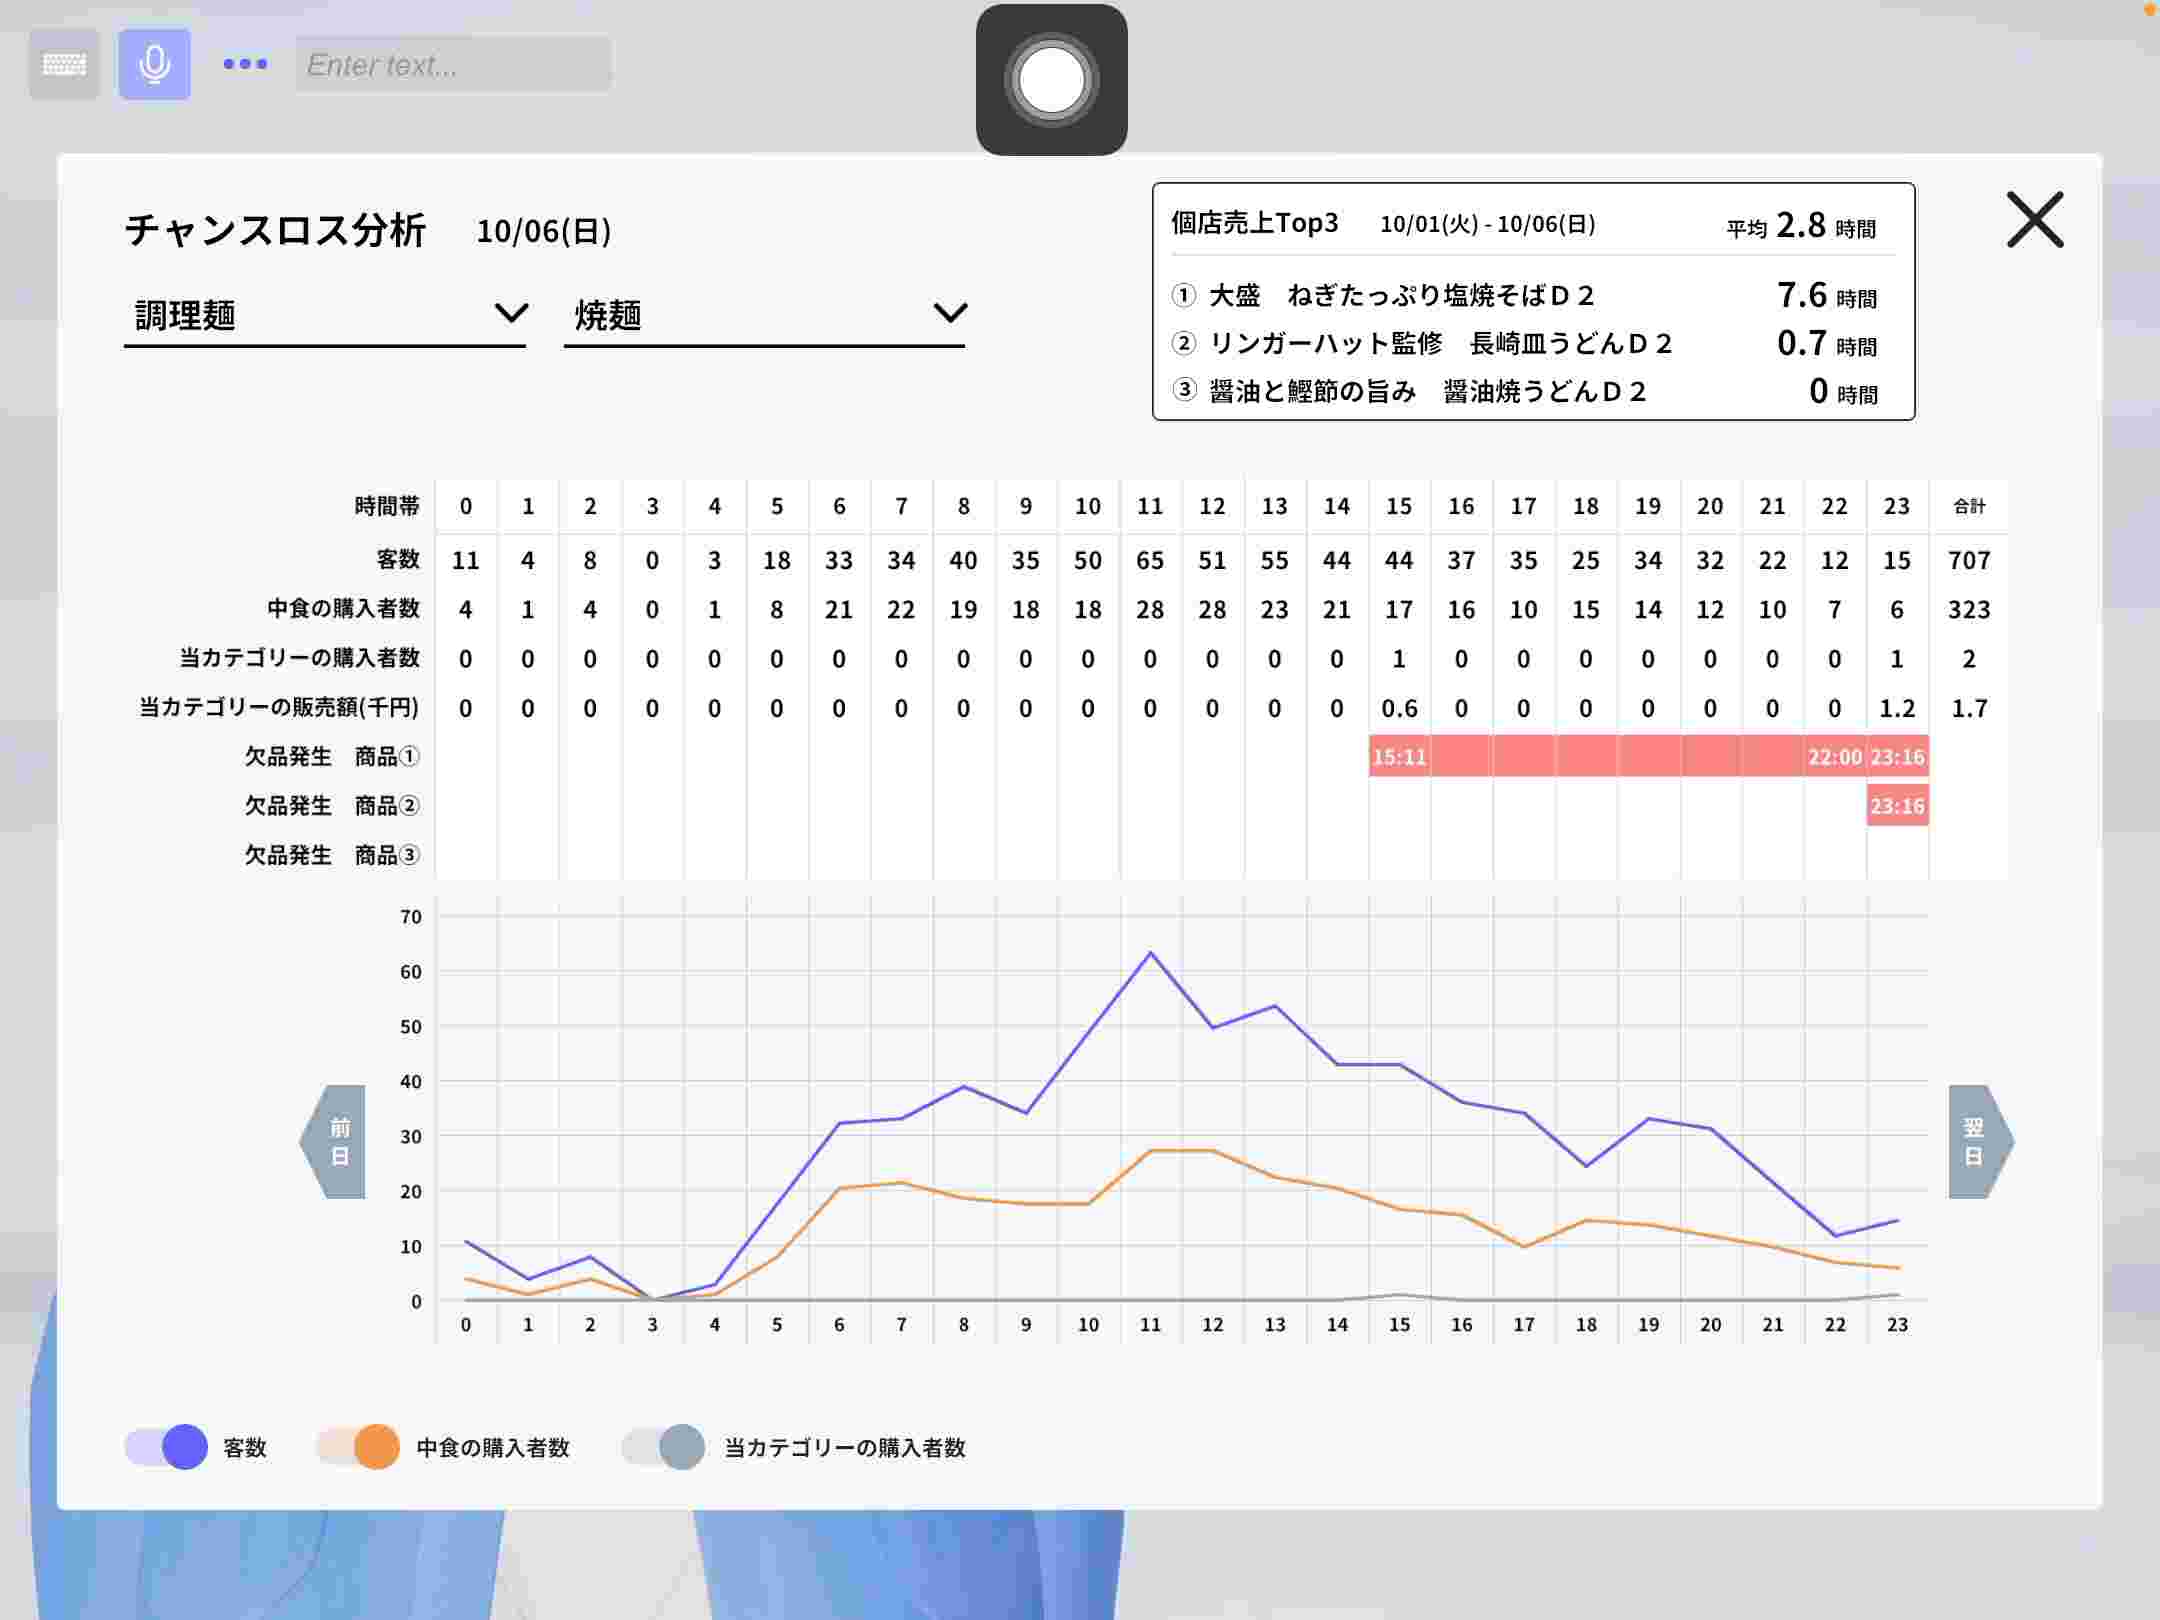 Enter text...
チャンスロス分析 10/06(日)
調理麺 焼麺
個店売上Top3 10/01(火) - 10/06(日) 平均 2.8 時間
① 大盛　ねぎたっぷり塩焼そばＤ２ 7.6 時間
② リンガーハット監修　長崎皿うどんＤ２ 0.7 時間
③ 醤油と鰹節の旨み　醤油焼うどんＤ２ 0 時間
時間帯 0 1 2 3 4 5 6 7 8 9 10 11 12 13 14 15 16 17 18 19 20 21 22 23 合計
客数 11 4 8 0 3 18 33 34 40 35 50 65 51 55 44 44 37 35 25 34 32 22 12 15 707
中食の購入者数 4 1 4 0 1 8 21 22 19 18 18 28 28 23 21 17 16 10 15 14 12 10 7 6 323
当カテゴリーの購入者数 0 0 0 0 0 0 0 0 0 0 0 0 0 0 0 1 0 0 0 0 0 0 0 1 2
当カテゴリーの販売額(千円) 0 0 0 0 0 0 0 0 0 0 0 0 0 0 0 0.6 0 0 0 0 0 0 0 1.2 1.7
欠品発生　商品① 15:11 22:00 23:16
欠品発生　商品② 23:16
欠品発生　商品③
70
60
50
40
30
20
10
0
前日
翌日
0 1 2 3 4 5 6 7 8 9 10 11 12 13 14 15 16 17 18 19 20 21 22 23
客数 中食の購入者数 当カテゴリーの購入者数